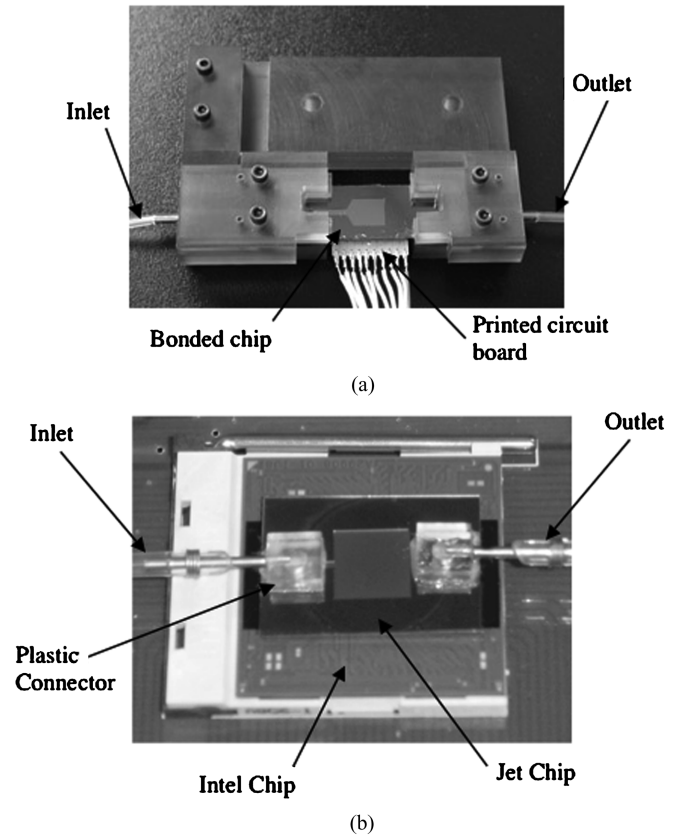 Inlet
Outlet
Bonded chip
Printed circuit
board
(a)
Inlet
Outlet
Plastic
Connector
Intel Chip
Jet Chip
(b)